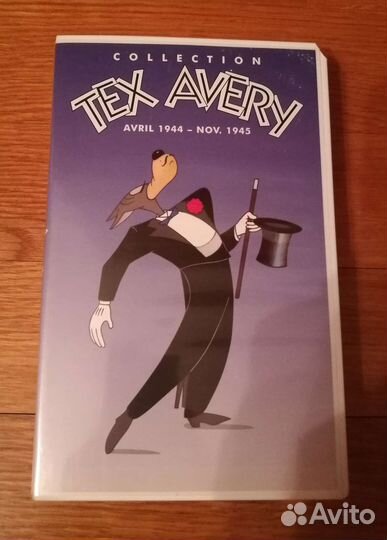 COLLECTION
TEX AVERY
AVRIL 1944 – NOV. 1945
Avito